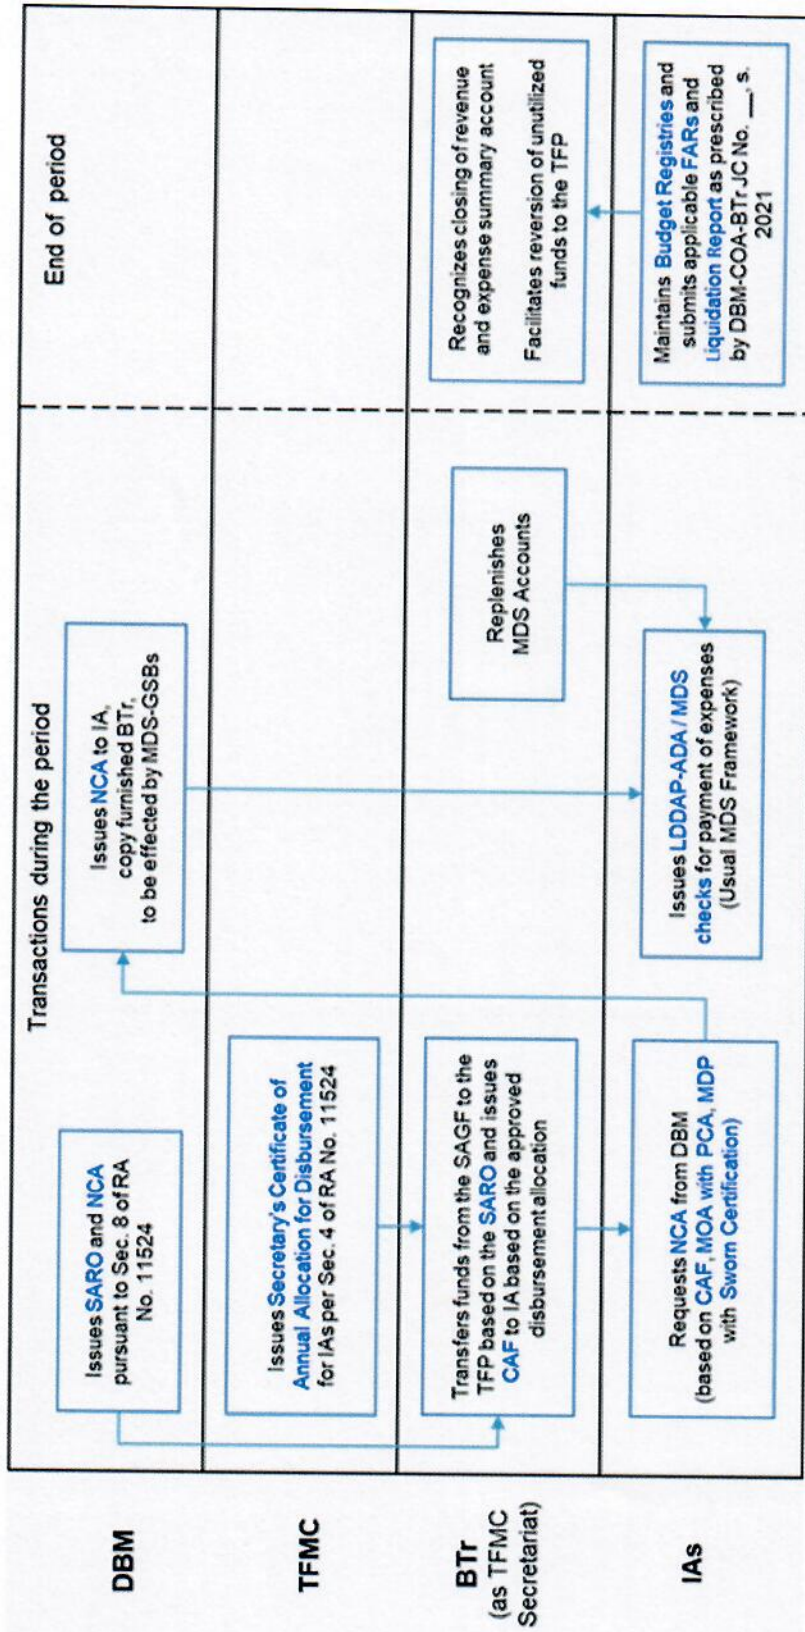 Transactions during the period
End of period
DBM
Issues SARO and NCA
pursuant to Sec. 8 of RA
No. 11524
Issues NCA to IA,
copy furnished BTr,
to be effected by MDS-GSBs
TFMC
Issues Secretary's Certificate of
Annual Allocation for Disbursement
for IAs per Sec. 4 of RA No. 11524
BTr
(as TFMC
Secretariat)
Transfers funds from the SAGF to the
TFP based on the SARO and issues
CAF to IA based on the approved
disbursement allocation
Replenishes
MDS Accounts
Recognizes closing of revenue
and expense summary account
Facilitates reversion of unutilized
funds to the TFP
IAs
Requests NCA from DBM
(based on CAF, MOA with PCA, MDP
with Sworn Certification)
Issues LDDAP-ADA / MDS
checks for payment of expenses
(Usual MDS Framework)
Maintains Budget Registries and
submits applicable FARs and
Liquidation Report as prescribed
by DBM-COA-BTr JC No. __, s.
2021